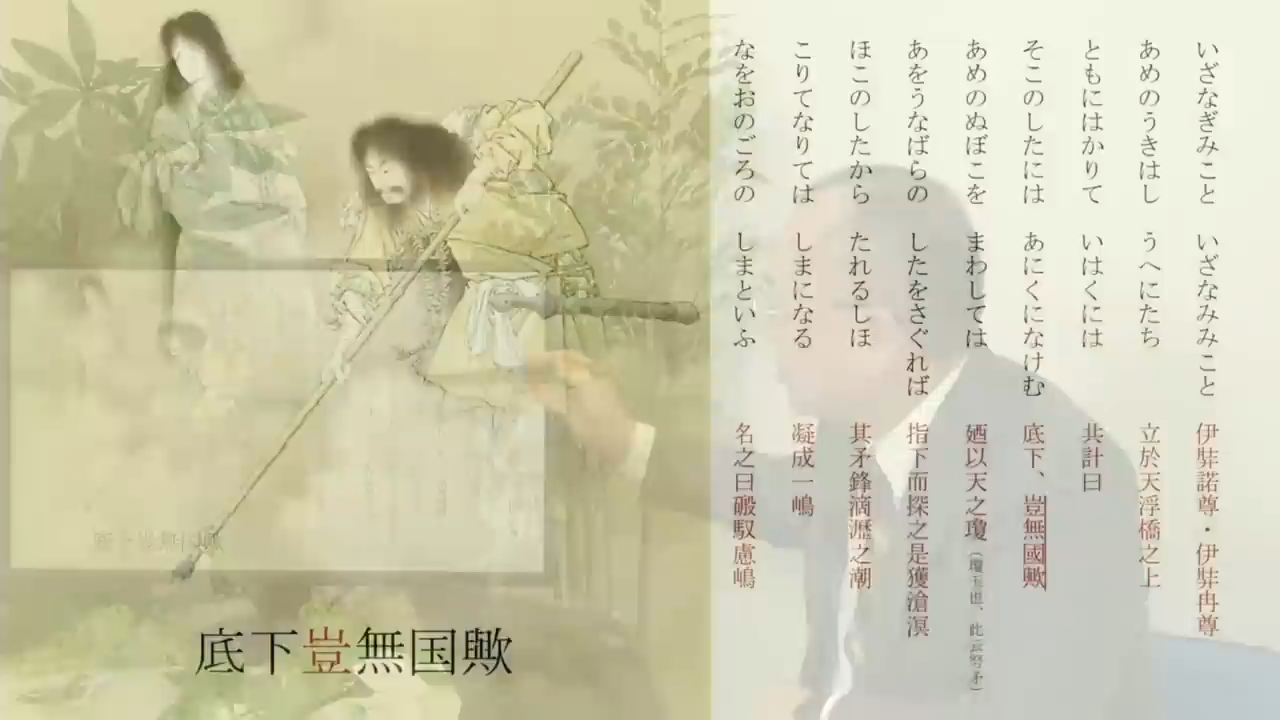 いざなぎみこと　いざなみみこと　伊弉諾尊・伊弉冉尊
あめのうきはし　うへにたち　立於天浮橋之上
ともにはかりて　いはくには　共計曰
そこのしたには　あにくになけむ　底下、豈無國歟
あめのぬぼこを　まわしては　廼以天之瓊
あをうなばらの　したをさぐれば　指下而探之是獲滄溟
ほこのしたから　たれるしほ　其矛鋒滴瀝之潮
こりてなりては　しまになる　凝成一嶋
なをおのごろの　しまといふ　名之曰磤馭慮嶋
底下豈無国歟